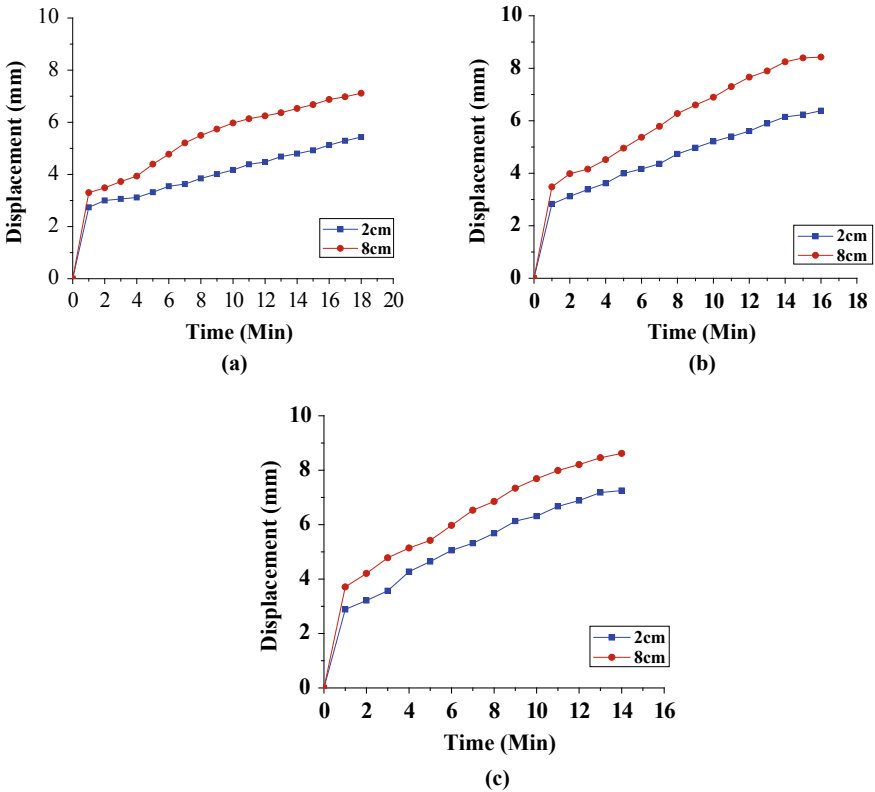 10
8
6
4
2
0
Displacement (mm)
2cm
8cm
0 2 4 6 8 10 12 14 16 18 20
Time (Min)
(a)
10
8
6
4
2
0
Displacement (mm)
2cm
8cm
0 2 4 6 8 10 12 14 16 18
Time (Min)
(b)
10
8
6
4
2
0
Displacement (mm)
2cm
8cm
0 2 4 6 8 10 12 14 16
Time (Min)
(c)